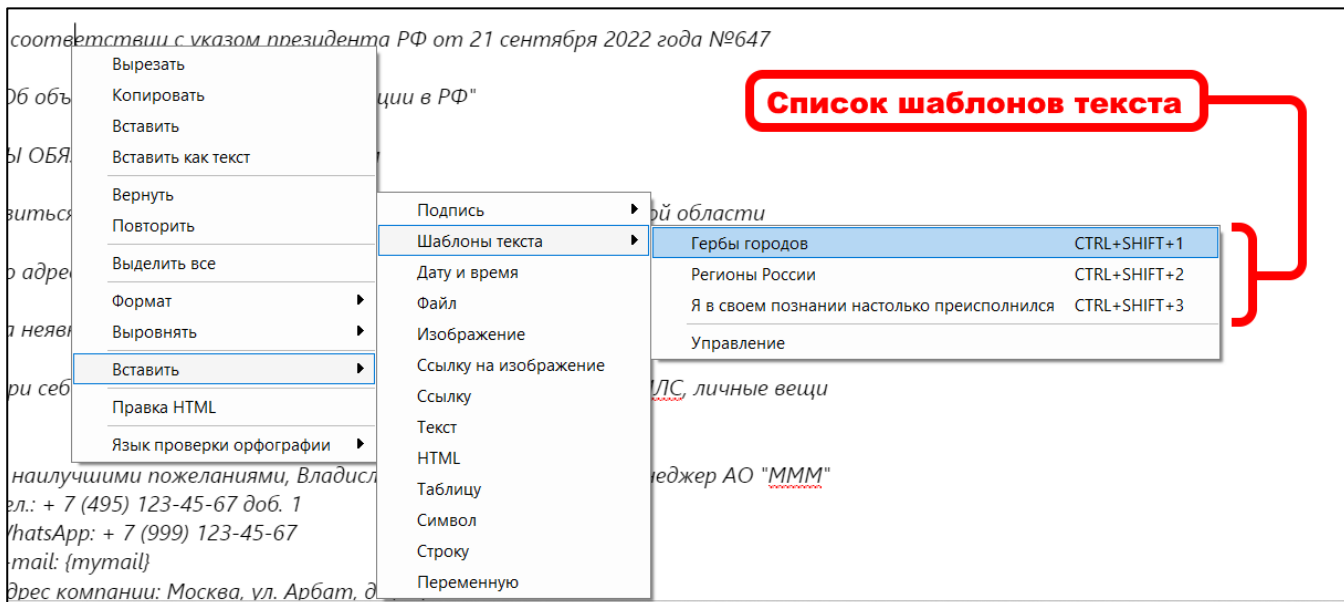 соответствии с указом президента РФ от 21 сентября 2022 года №647
Вырезать
Об объ
Копировать
ции в РФ"
Список шаблонов текста
Вставить
Ы ОБЯ
Вставить как текст
Вернуть
виться
Повторить
Подпись
ой области
Шаблоны текста
Гербы городов CTRL+SHIFT+1
Выделить все
Дату и время
Регионы России CTRL+SHIFT+2
о адре
Формат
Файл
Я в своем познании настолько преисполнился CTRL+SHIFT+3
а неяв
Выровнять
Изображение
Управление
Вставить
Ссылку на изображение
ри себ
Ссылку
ЛС, личные вещи
Правка HTML
Текст
Язык проверки орфографии
HTML
наилучшими пожеланиями, Владисл
неджер АО "МММ"
Таблицу
ел.: + 7 (495) 123-45-67 доб. 1
Символ
WhatsApp: + 7 (999) 123-45-67
Строку
-mail: {mymail}
Переменную
дрес компании: Москва, ул. Арбат, д